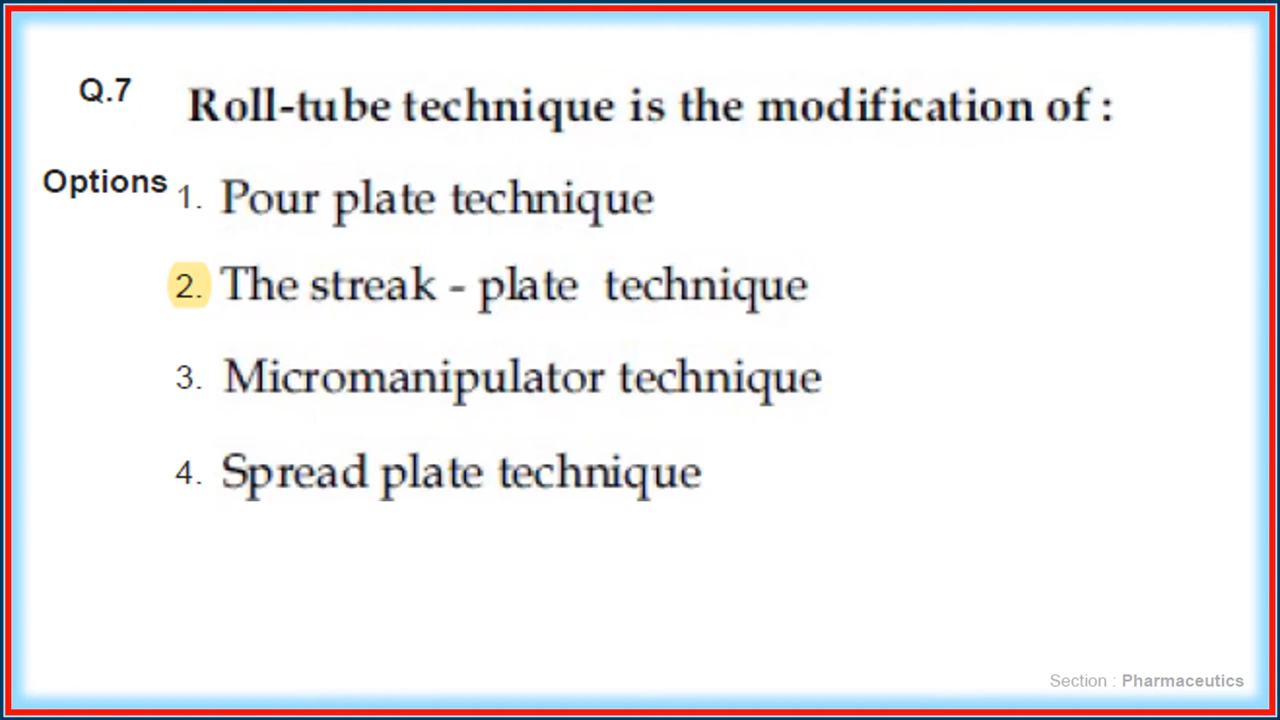 Q.7 Roll-tube technique is the modification of :
Options 1. Pour plate technique
2. The streak - plate technique
3. Micromanipulator technique
4. Spread plate technique
Section : Pharmaceutics